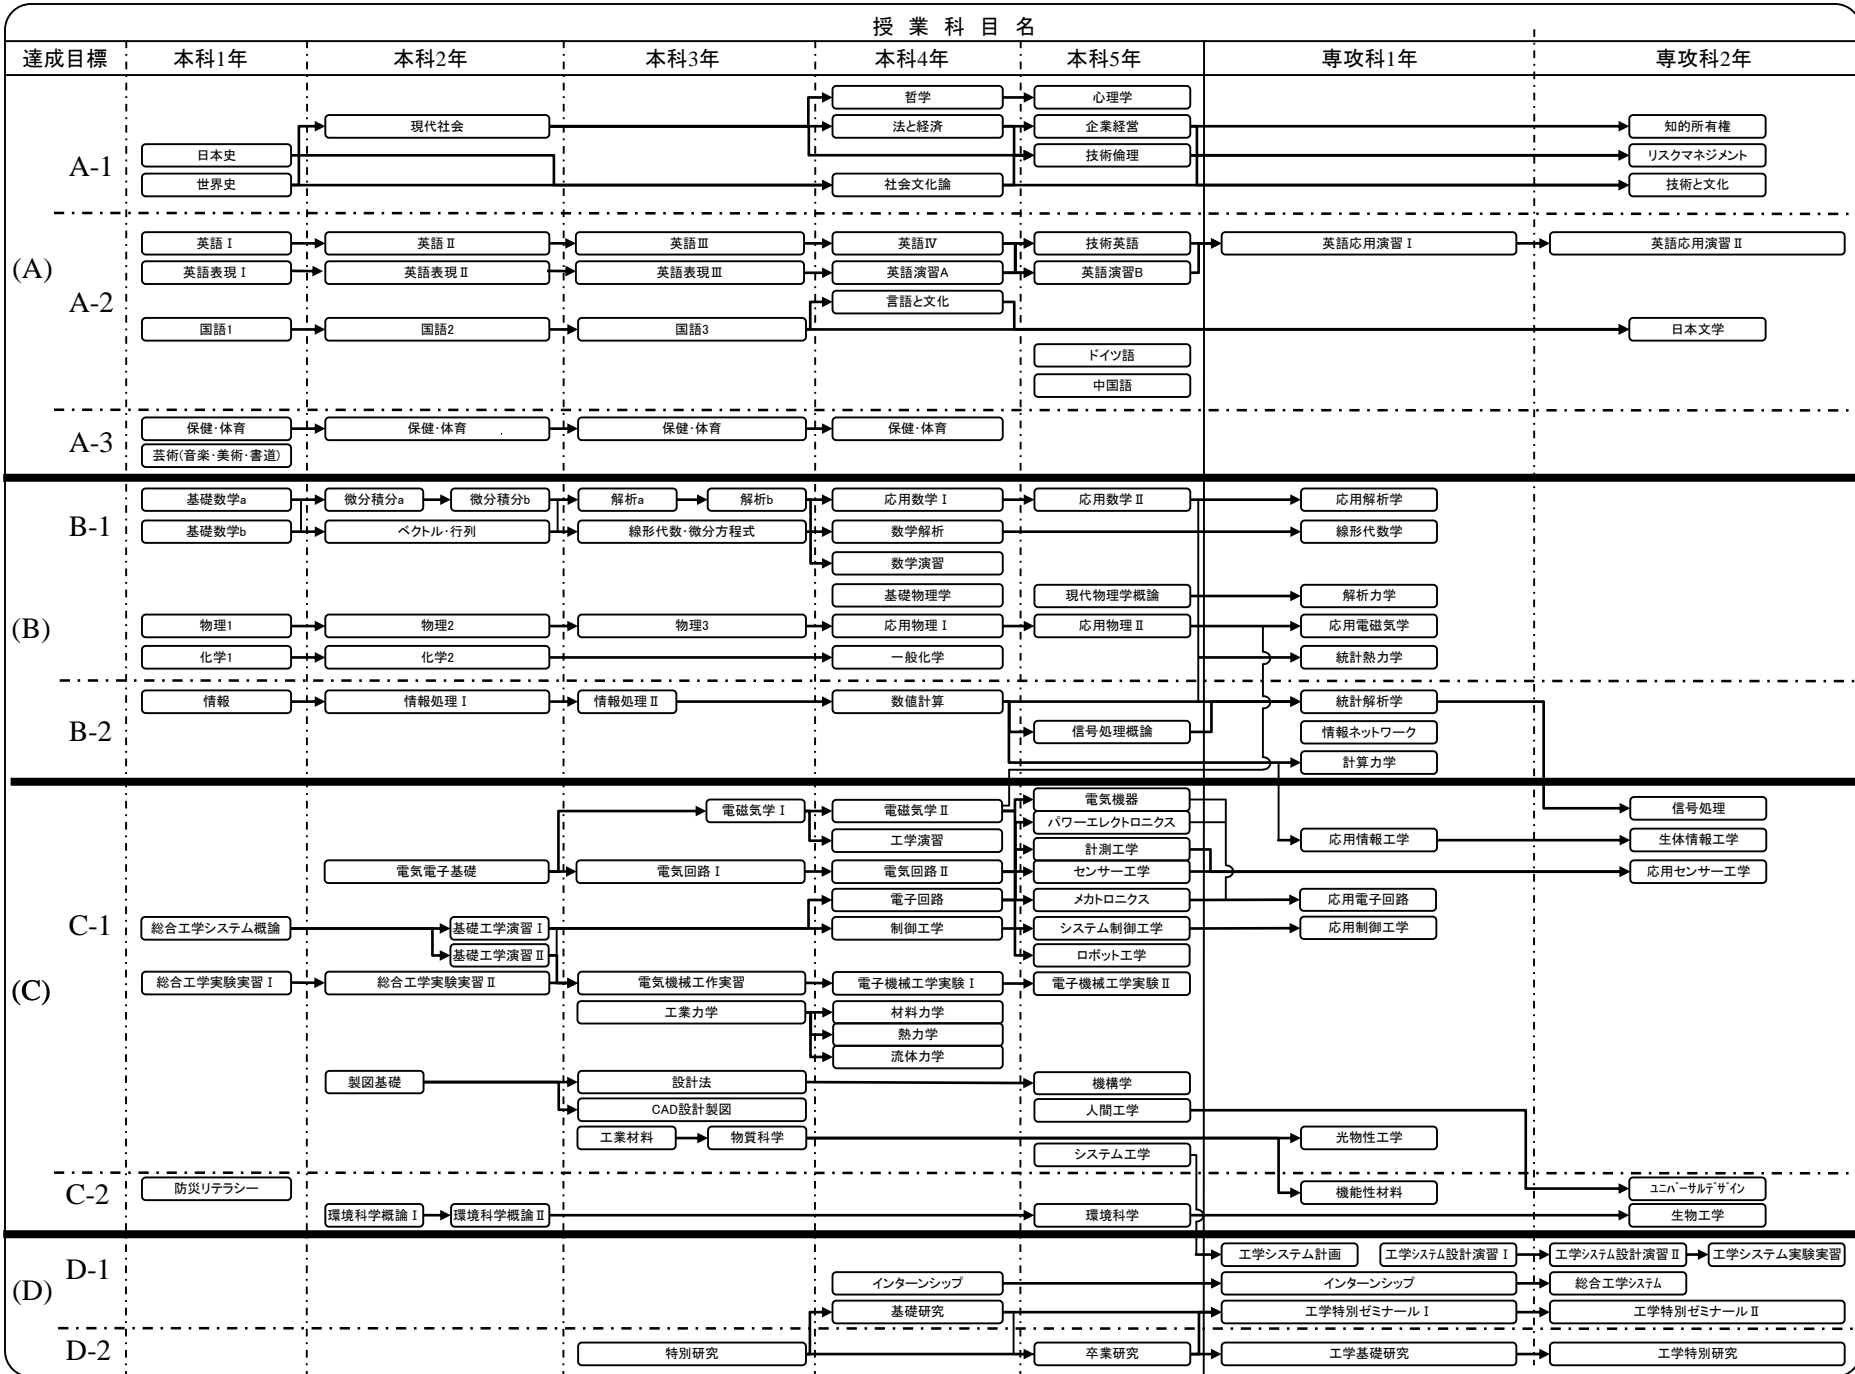 授 業 科 目 名
達成目標 本科1年 本科2年 本科3年 本科4年 本科5年 専攻科1年 専攻科2年
哲学 心理学
現代社会 法と経済 企業経営 知的所有権
日本史 技術倫理 リスクマネジメント
A-1
世界史 社会文化論 技術と文化
英語Ⅰ 英語Ⅱ 英語Ⅲ 英語Ⅳ 技術英語 英語応用演習Ⅰ 英語応用演習Ⅱ
(A)
英語表現Ⅰ 英語表現Ⅱ 英語表現Ⅲ 英語演習A 英語演習B
A-2 言語と文化
国語1 国語2 国語3 日本文学
ドイツ語
中国語
保健・体育 保健・体育 保健・体育 保健・体育
A-3
芸術(音楽・美術・書道)
基礎数学a 微分積分a 微分積分b 解析a 解析b 応用数学Ⅰ 応用数学Ⅱ 応用解析学
B-1
基礎数学b ベクトル・行列 線形代数・微分方程式 数学解析 線形代数学
数学演習
基礎物理学 現代物理学概論 解析力学
(B) 物理1 物理2 物理3 応用物理Ⅰ 応用物理Ⅱ 応用電磁気学
化学1 化学2 一般化学 統計熱力学
情報 情報処理Ⅰ 情報処理Ⅱ 数値計算 統計解析学
B-2 信号処理概論 情報ネットワーク
計算力学
電気機器
電磁気学Ⅰ 電磁気学Ⅱ 信号処理
パワーエレクトロニクス
工学演習 応用情報工学 生体情報工学
計測工学
電気電子基礎 電気回路Ⅰ 電気回路Ⅱ センサー工学 応用センサー工学
電子回路 メカトロニクス 応用電子回路
C-1 総合工学システム概論 基礎工学演習Ⅰ 制御工学 システム制御工学 応用制御工学
基礎工学演習Ⅱ ロボット工学
(C) 総合工学実験実習Ⅰ 総合工学実験実習Ⅱ 電気機械工作実習 電子機械工学実験Ⅰ 電子機械工学実験Ⅱ
工業力学 材料力学
熱力学
流体力学
製図基礎 設計法 機構学
CAD設計製図 人間工学
工業材料 物質科学 光物性工学
システム工学
防災リテラシー 機能性材料 ユニバーサルデザイン
C-2
環境科学概論Ⅰ 環境科学概論Ⅱ 環境科学 生物工学
工学システム計画 工学システム設計演習Ⅰ 工学システム設計演習Ⅱ 工学システム実験実習
D-1
(D) インターンシップ インターンシップ 総合工学システム
基礎研究 工学特別ゼミナールⅠ 工学特別ゼミナールⅡ
D-2 特別研究 卒業研究 工学基礎研究 工学特別研究